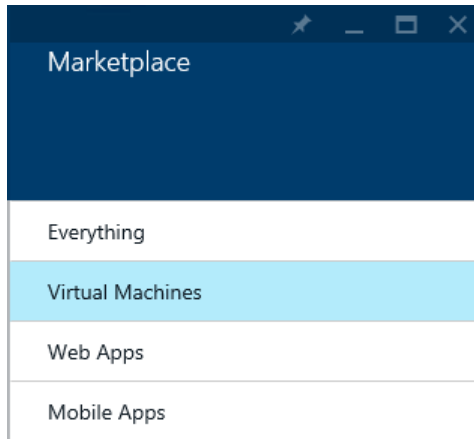 Marketplace
Everything
Virtual Machines
Web Apps
Mobile Apps